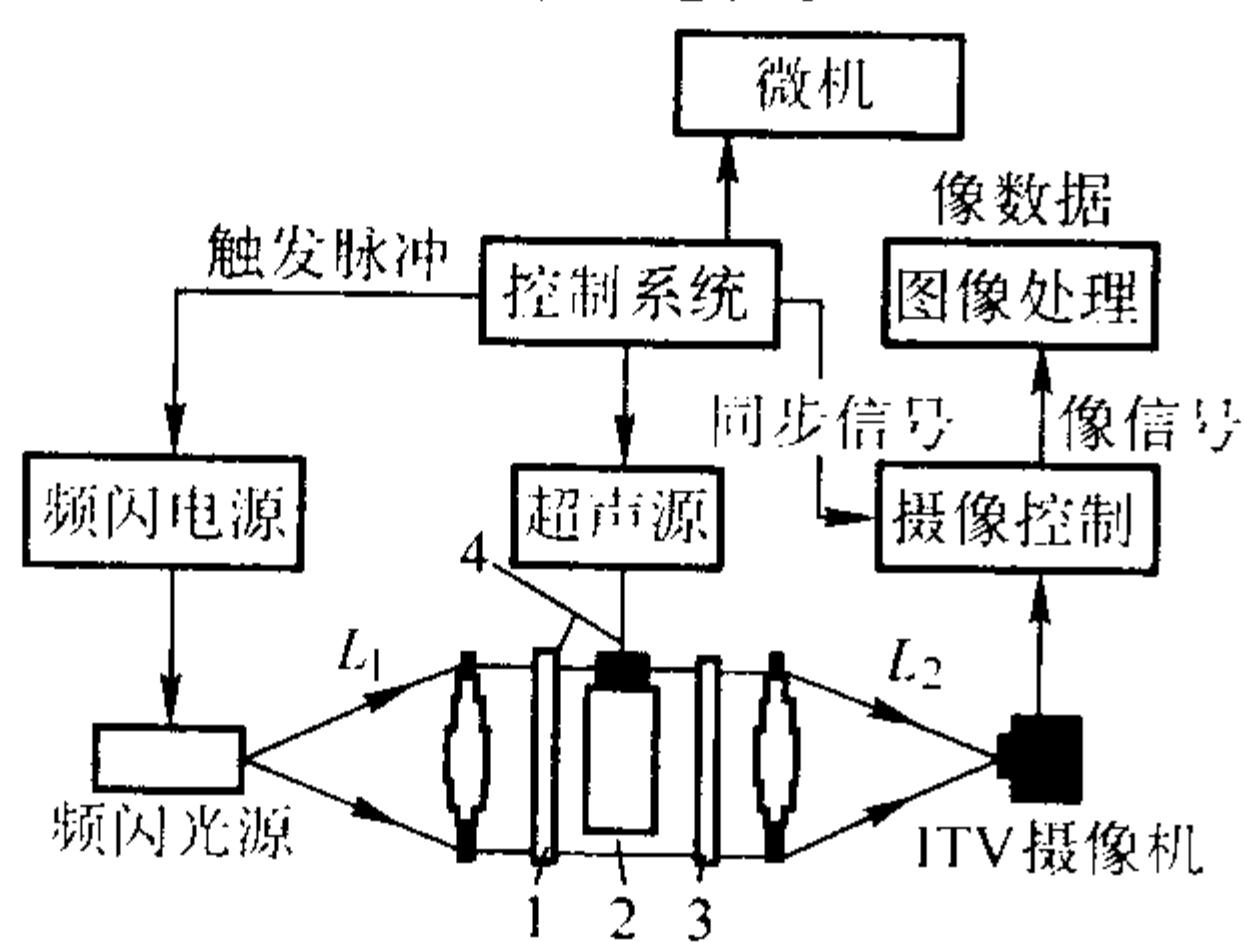 微机
像数据
触发脉冲
控制系统
图像处理
同步信号
像信号
频闪电源
超声源
摄像控制
4
L1
L2
频闪光源
ITV摄像机
1
2
3